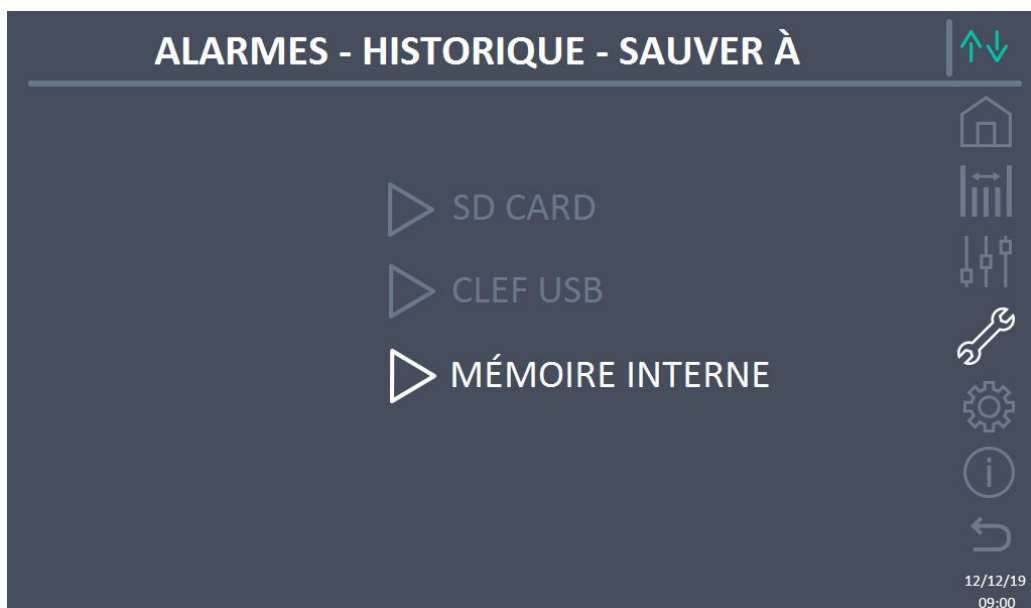 ALARMES - HISTORIQUE - SAUVER À
SD CARD
CLEF USB
MÉMOIRE INTERNE
12/12/19
09:00